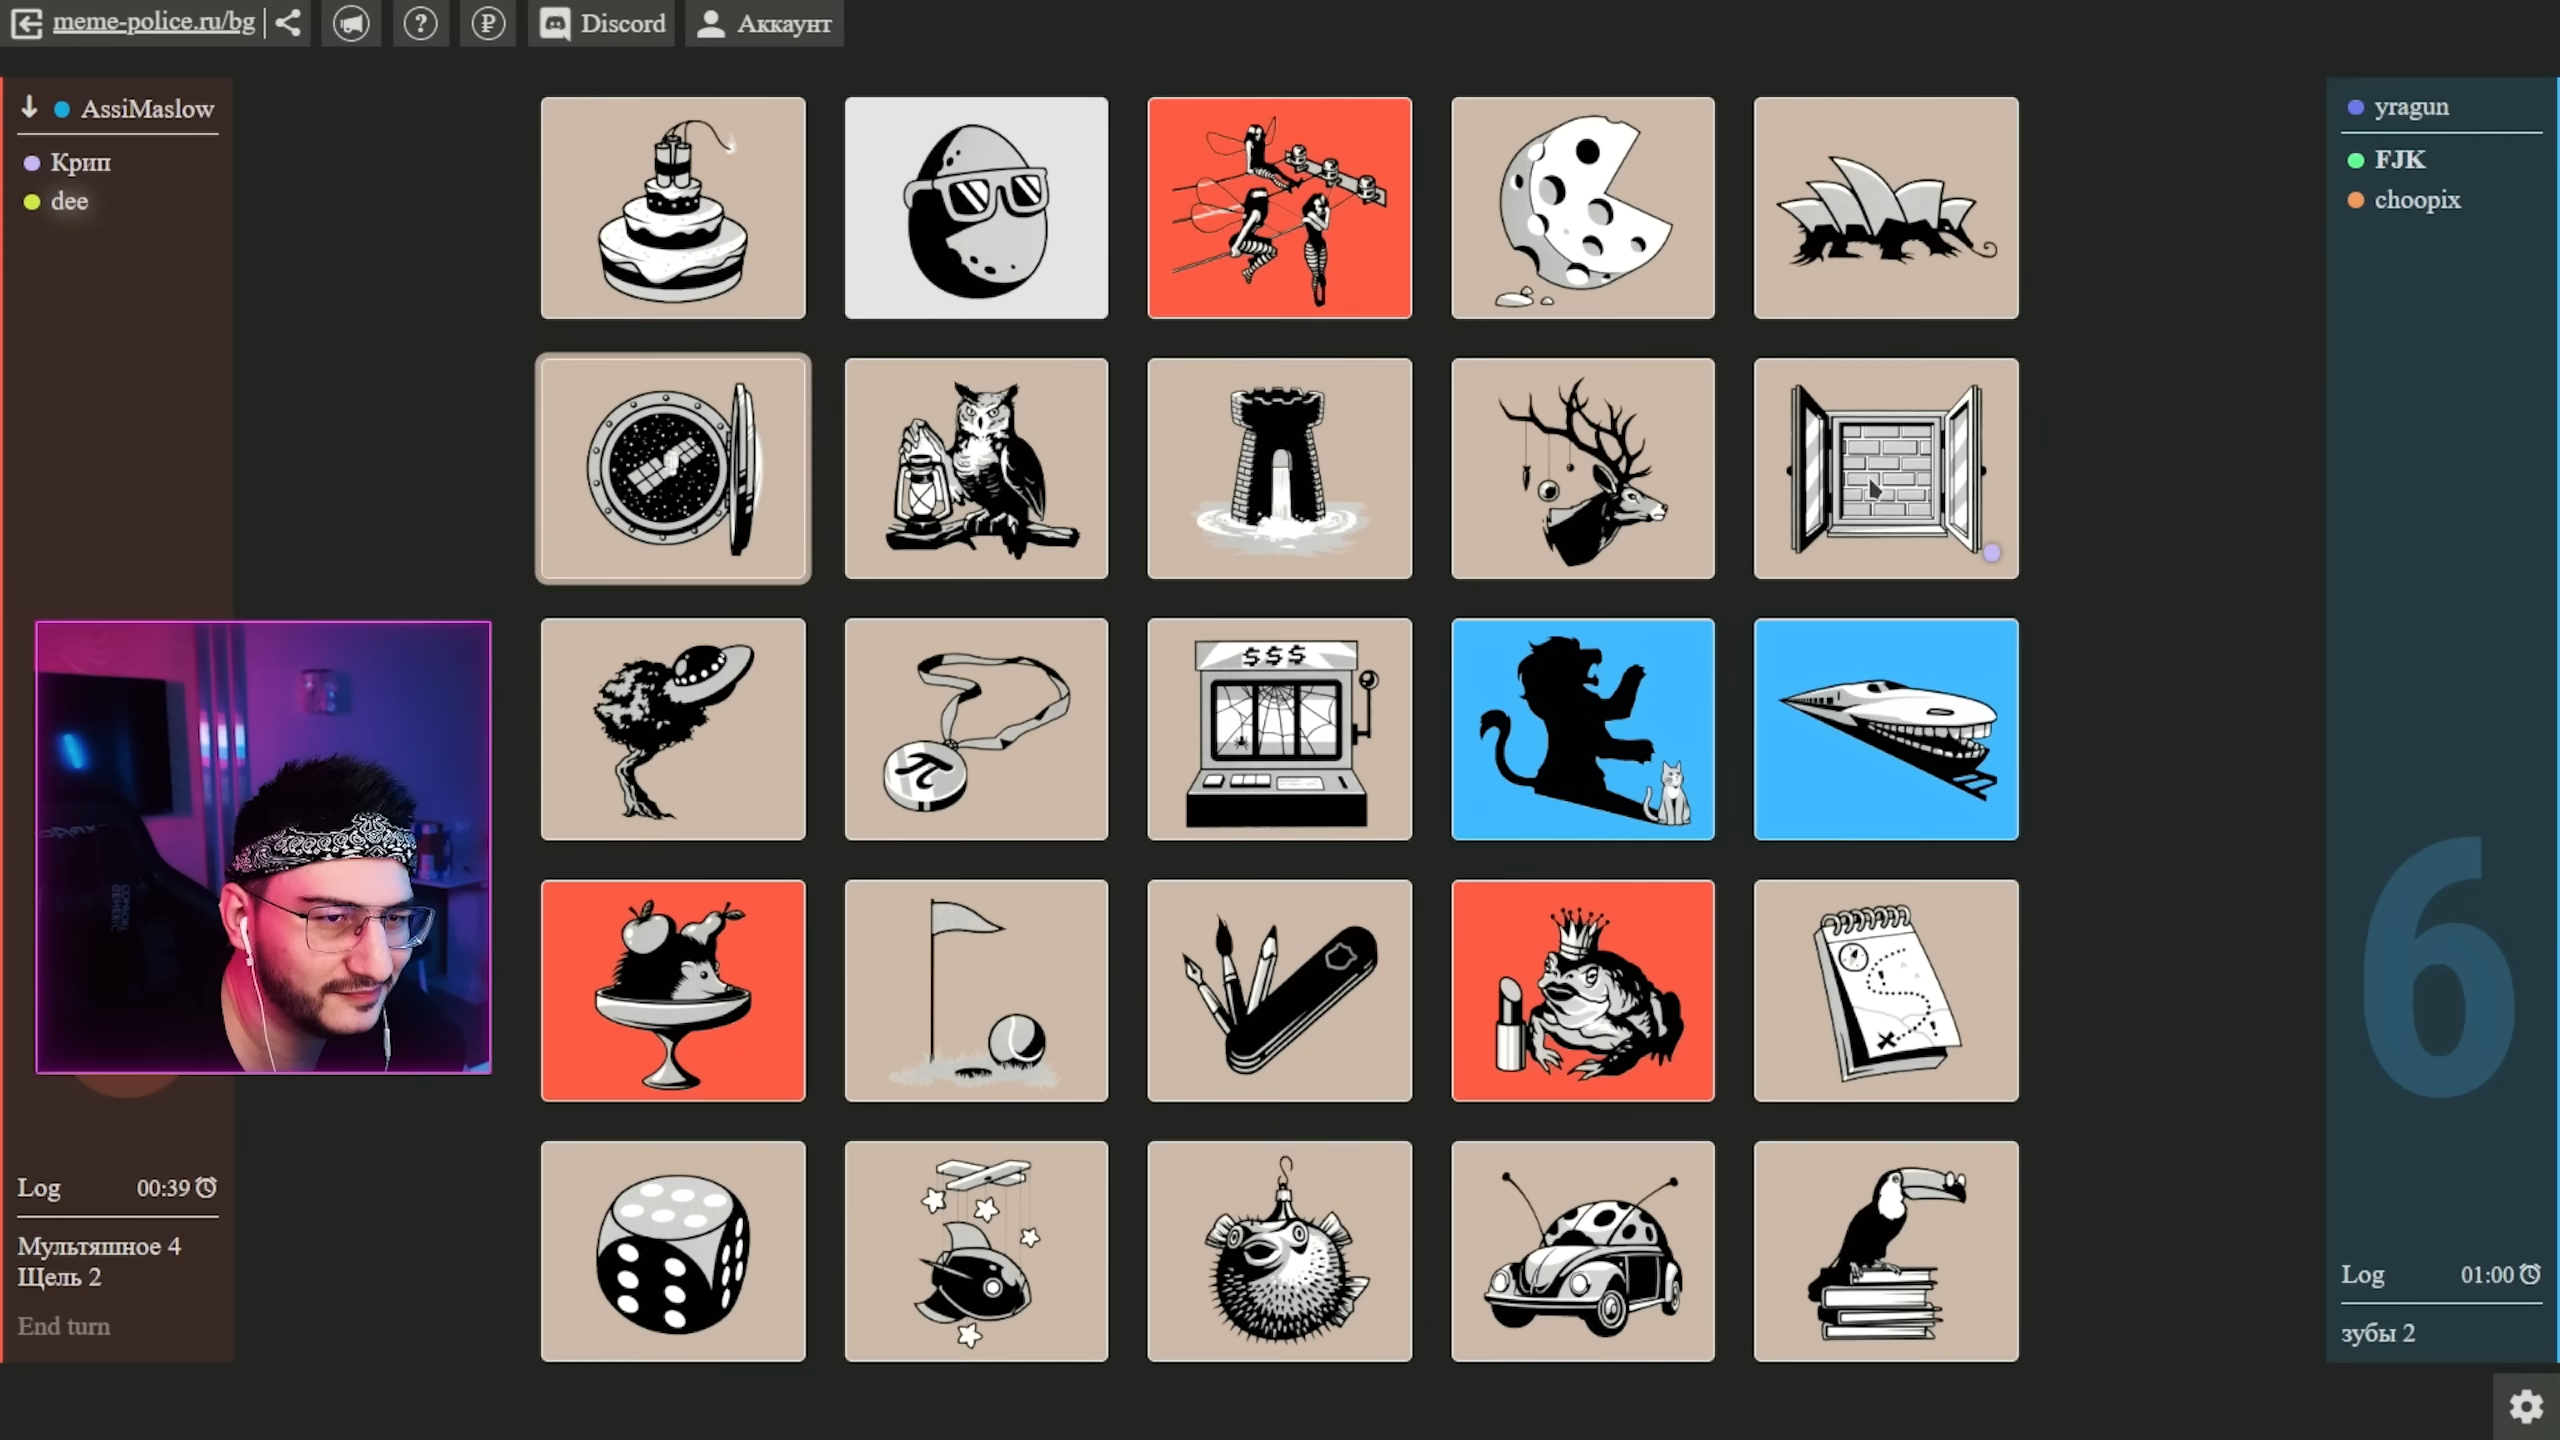 meme-police.ru/bg
Discord
Аккаунт
AssiMaslow
Крип
dee
yragun
FJK
choopix
$$$
π
6
Log 00:39
Мультяшное 4
Щель 2
End turn
Log 01:00
зубы 2